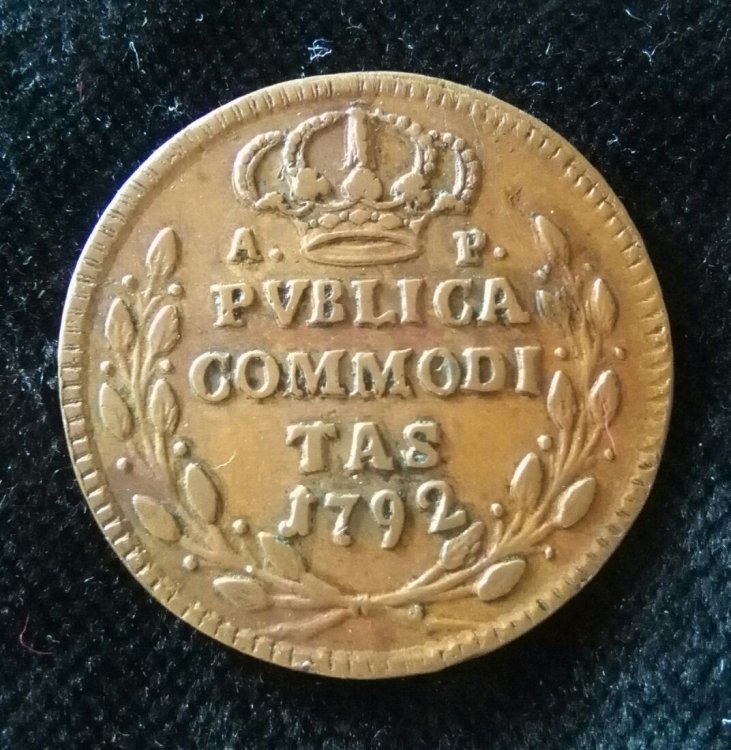 A. P.
PVBLICA
COMMODI
TAS
1792